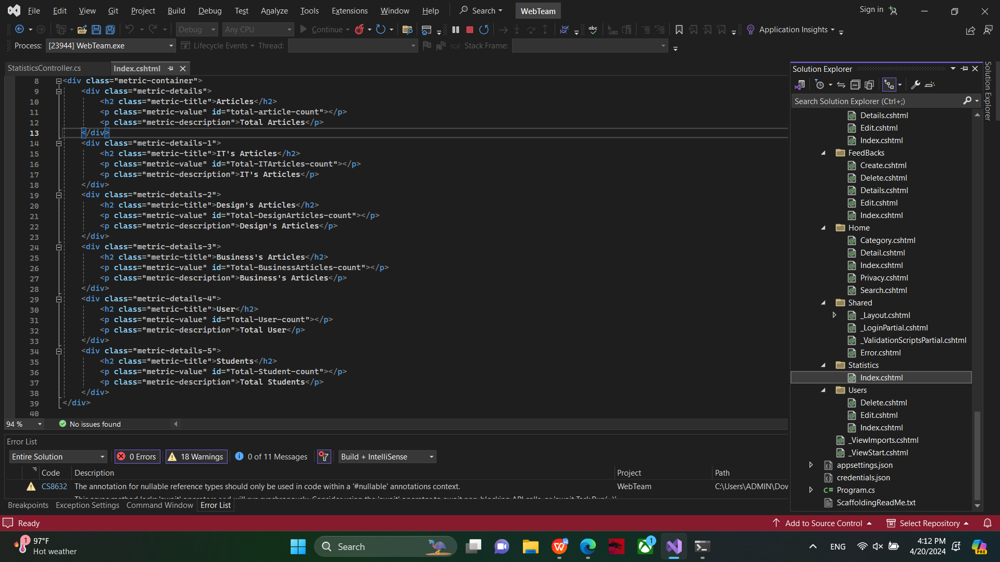 File Edit View Git Project Build Debug Test Analyze Tools Extensions Window Help Search WebTeam Sign in
Debug Any CPU Continue Application Insights
Process: [23944] WebTeam.exe Lifecycle Events Thread: Stack Frame:
StatisticsController.cs Index.cshtml
8 <div class="metric-container">
9 <div class="metric-details">
10 <h2 class="metric-title">Articles</h2>
11 <p class="metric-value" id="total-article-count"></p>
12 <p class="metric-description">Total Articles</p>
13 </div>
14 <div class="metric-details-1">
15 <h2 class="metric-title">IT's Articles</h2>
16 <p class="metric-value" id="Total-ITArticles-count"></p>
17 <p class="metric-description">IT's Articles</p>
18 </div>
19 <div class="metric-details-2">
20 <h2 class="metric-title">Design's Articles</h2>
21 <p class="metric-value" id="Total-DesignArticles-count"></p>
22 <p class="metric-description">Design's Articles</p>
23 </div>
24 <div class="metric-details-3">
25 <h2 class="metric-title">Business's Articles</h2>
26 <p class="metric-value" id="Total-BusinessArticles-count"></p>
27 <p class="metric-description">Business's Articles</p>
28 </div>
29 <div class="metric-details-4">
30 <h2 class="metric-title">User</h2>
31 <p class="metric-value" id="Total-User-count"></p>
32 <p class="metric-description">Total User</p>
33 </div>
34 <div class="metric-details-5">
35 <h2 class="metric-title">Students</h2>
36 <p class="metric-value" id="Total-Student-count"></p>
37 <p class="metric-description">Total Students</p>
38 </div>
39 </div>
40
94 % No issues found
Error List
Entire Solution 0 Errors 18 Warnings 0 of 11 Messages Build + IntelliSense
Code Description Project Path
CS8632 The annotation for nullable reference types should only be used in code within a '#nullable' annotations context. WebTeam C:\Users\ADMIN\Dow
Breakpoints Exception Settings Command Window Error List
Solution Explorer
Search Solution Explorer (Ctrl+;)
Details.cshtml
Edit.cshtml
Index.cshtml
FeedBacks
Create.cshtml
Delete.cshtml
Details.cshtml
Edit.cshtml
Index.cshtml
Home
Category.cshtml
Detail.cshtml
Index.cshtml
Privacy.cshtml
Search.cshtml
Shared
_Layout.cshtml
_LoginPartial.cshtml
_ValidationScriptsPartial.cshtml
Error.cshtml
Statistics
Index.cshtml
Users
Delete.cshtml
Edit.cshtml
Index.cshtml
_ViewImports.cshtml
_ViewStart.cshtml
appsettings.json
credentials.json
C# Program.cs
ScaffoldingReadMe.txt
Solution Explorer
Ready Add to Source Control Select Repository
1 97°F
Hot weather
Search
1
ENG
4:12 PM
4/20/2024
PRE